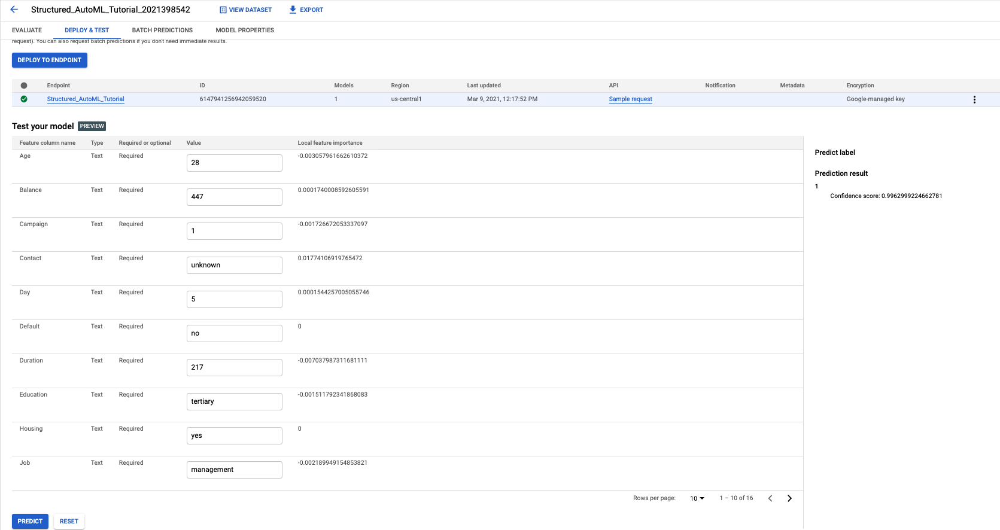 Structured_AutoML_Tutorial_2021398542 VIEW DATASET EXPORT
EVALUATE DEPLOY & TEST BATCH PREDICTIONS MODEL PROPERTIES
request). You can also request batch predictions if you don't need immediate results.
DEPLOY TO ENDPOINT
Endpoint ID Models Region Last updated API Notification Metadata Encryption
Structured_AutoML_Tutorial 6147941256942059520 1 us-central1 Mar 9, 2021, 12:17:52 PM Sample request Google-managed key
Test your model PREVIEW
Feature column name Type Required or optional Value Local feature importance
Age Text Required 28 -0.003057961662610372
Balance Text Required 447 0.0001740008592605591
Campaign Text Required 1 -0.001726672053337097
Contact Text Required unknown 0.01774106919765472
Day Text Required 5 0.0001544257005055746
Default Text Required no 0
Duration Text Required 217 -0.007037987311681111
Education Text Required tertiary -0.001511792341868083
Housing Text Required yes 0
Job Text Required management -0.002189949154853821
Rows per page: 10 1 – 10 of 16
Predict label
Prediction result
1
Confidence score: 0.9962999224662781
PREDICT RESET